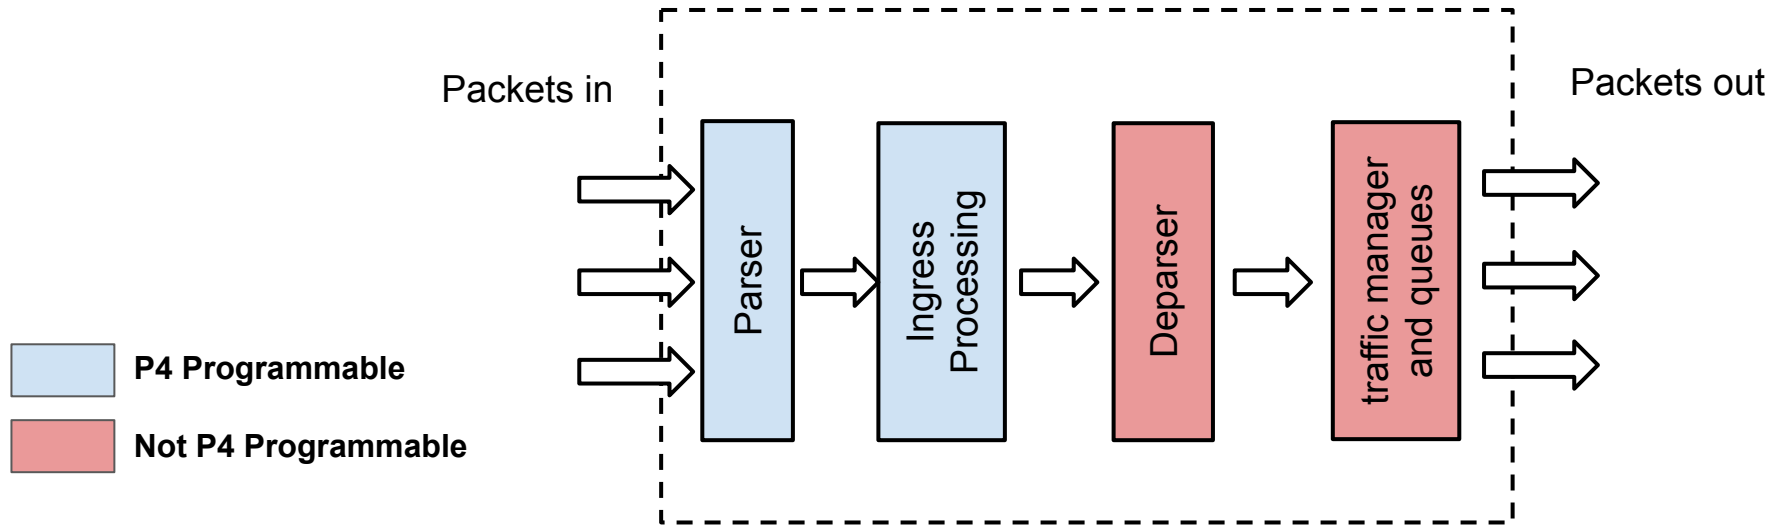 Packets in
Packets out
Parser
Ingress
Processing
Deparser
traffic manager
and queues
P4 Programmable
Not P4 Programmable